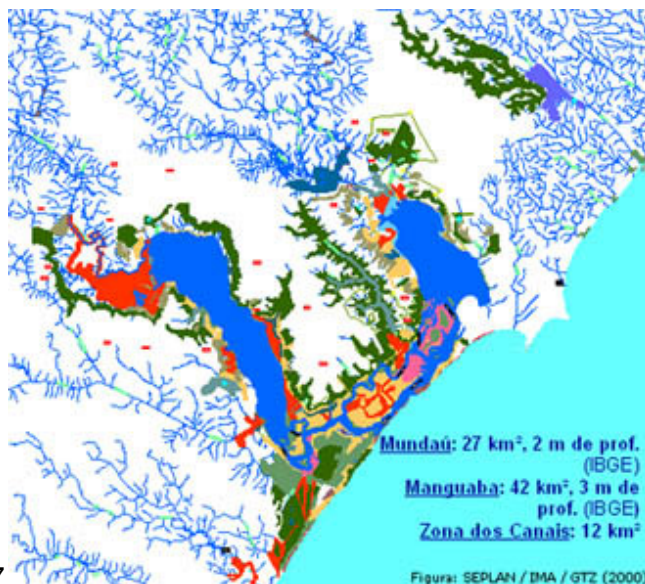 Mundaú: 27 km², 2 m de prof.
(IBGE)
Manguaba: 42 km², 3 m de
prof. (IBGE)
Zona dos Canais: 12 km²
Figura: SEPLAN / IMA / GTZ (2000)